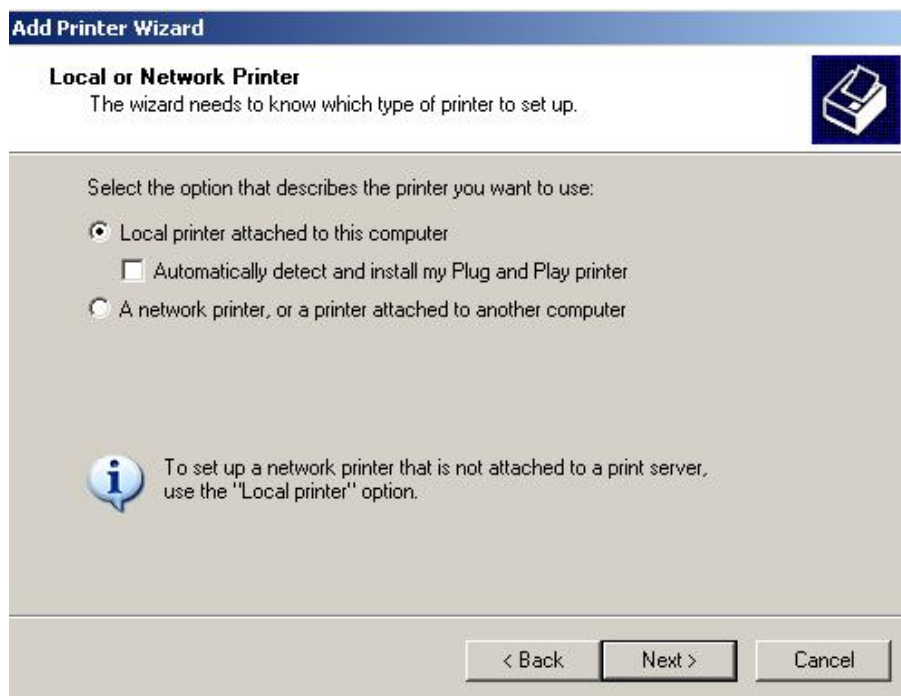 Add Printer Wizard
Local or Network Printer
The wizard needs to know which type of printer to set up.
Select the option that describes the printer you want to use:
Local printer attached to this computer
Automatically detect and install my Plug and Play printer
A network printer, or a printer attached to another computer
To set up a network printer that is not attached to a print server,
use the "Local printer" option.
< Back
Next >
Cancel